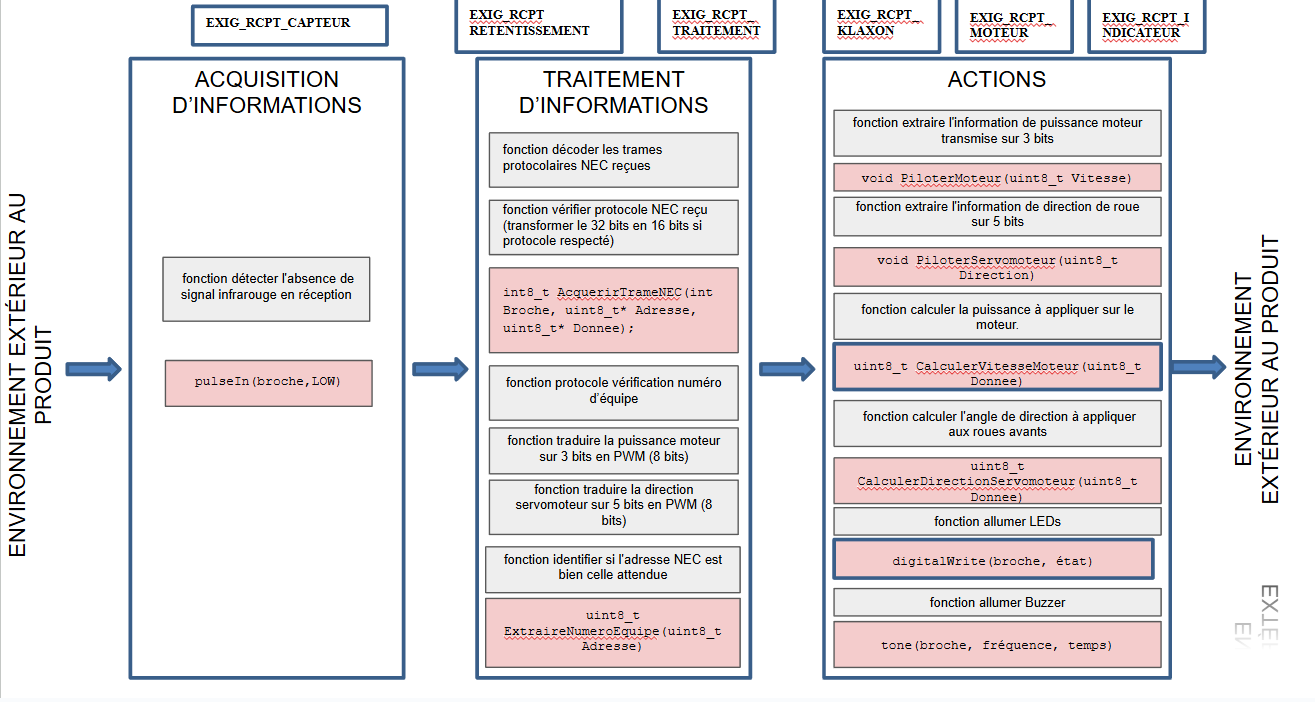 EXIG_RCPT_CAPTEUR
EXIG_RCPT
RETENTISSEMENT
EXIG_RCPT_
TRAITEMENT
EXIG_RCPT_
KLAXON
EXIG_RCPT_
MOTEUR
EXIG_RCPT_I
NDICATEUR
ENVIRONNEMENT EXTÉRIEUR AU
PRODUIT
ACQUISITION
D'INFORMATIONS
fonction détecter l'absence de
signal infrarouge en réception
pulseIn(broche,LOW)
TRAITEMENT
D'INFORMATIONS
fonction décoder les trames
protocolaires NEC reçues
fonction vérifier protocole NEC reçu
(transformer le 32 bits en 16 bits si
protocole respecté)
int8_t AcquerirTrameNEC(int
Broche, uint8_t* Adresse,
uint8_t* Donnee);
fonction protocole vérification numéro
d'équipe
fonction traduire la puissance moteur
sur 3 bits en PWM (8 bits)
fonction traduire la direction
servomoteur sur 5 bits en PWM (8
bits)
fonction identifier si l'adresse NEC est
bien celle attendue
uint8_t
ExtraireNumeroEquipe(uint8_t
Adresse)
ACTIONS
fonction extraire l'information de puissance moteur
transmise sur 3 bits
void PiloterMoteur(uint8_t Vitesse)
fonction extraire l'information de direction de roue
sur 5 bits
void PiloterServomoteur(uint8_t
Direction)
fonction calculer la puissance à appliquer sur le
moteur.
uint8_t CalculerVitesseMoteur(uint8_t
Donnee)
fonction calculer l'angle de direction à appliquer
aux roues avants
uint8_t
CalculerDirectionServomoteur(uint8_t
Donnee)
fonction allumer LEDs
digitalWrite(broche, état)
fonction allumer Buzzer
tone(broche, fréquence, temps)
ENVIRONNEMENT
EXTÉRIEUR AU PRODUIT
EN
EXTÉ